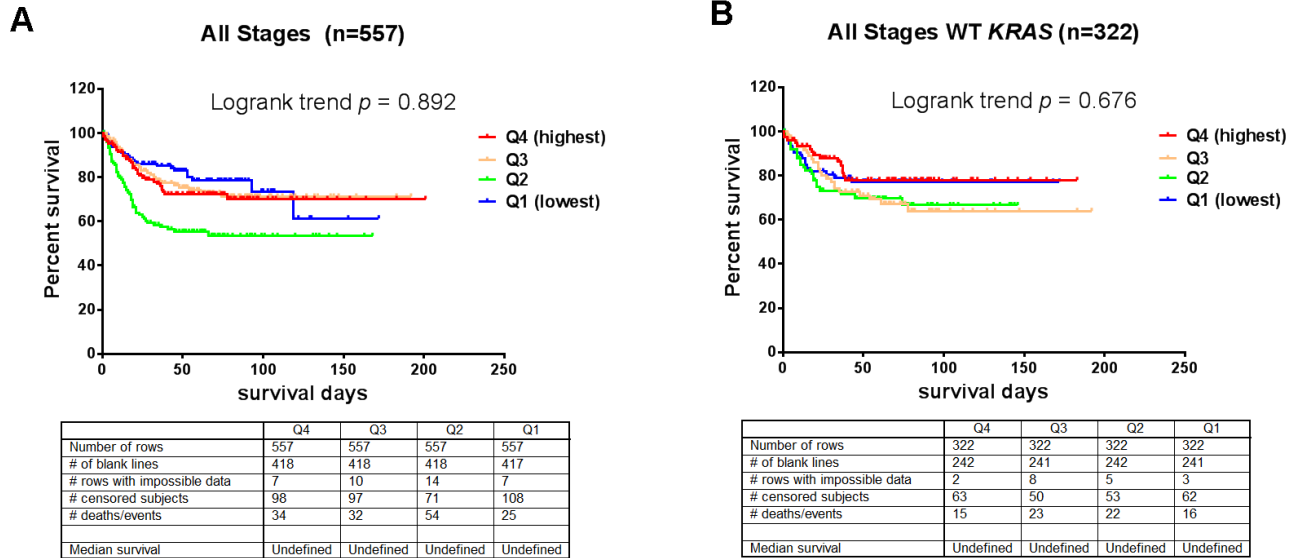 A
All Stages (n=557)
120
100
80
60
40
20
0
Percent survival
Logrank trend p = 0.892
Q4 (highest)
Q3
Q2
Q1 (lowest)
0 50 100 150 200 250
survival days
Q4 Q3 Q2 Q1
Number of rows 557 557 557 557
# of blank lines 418 418 418 417
# rows with impossible data 7 10 14 7
# censored subjects 98 97 71 108
# deaths/events 34 32 54 25
Median survival Undefined Undefined Undefined Undefined
B
All Stages WT KRAS (n=322)
120
100
80
60
40
20
0
Percent survival
Logrank trend p = 0.676
Q4 (highest)
Q3
Q2
Q1 (lowest)
0 50 100 150 200 250
survival days
Q4 Q3 Q2 Q1
Number of rows 322 322 322 322
# of blank lines 242 241 242 241
# rows with impossible data 2 8 5 3
# censored subjects 63 50 53 62
# deaths/events 15 23 22 16
Median survival Undefined Undefined Undefined Undefined